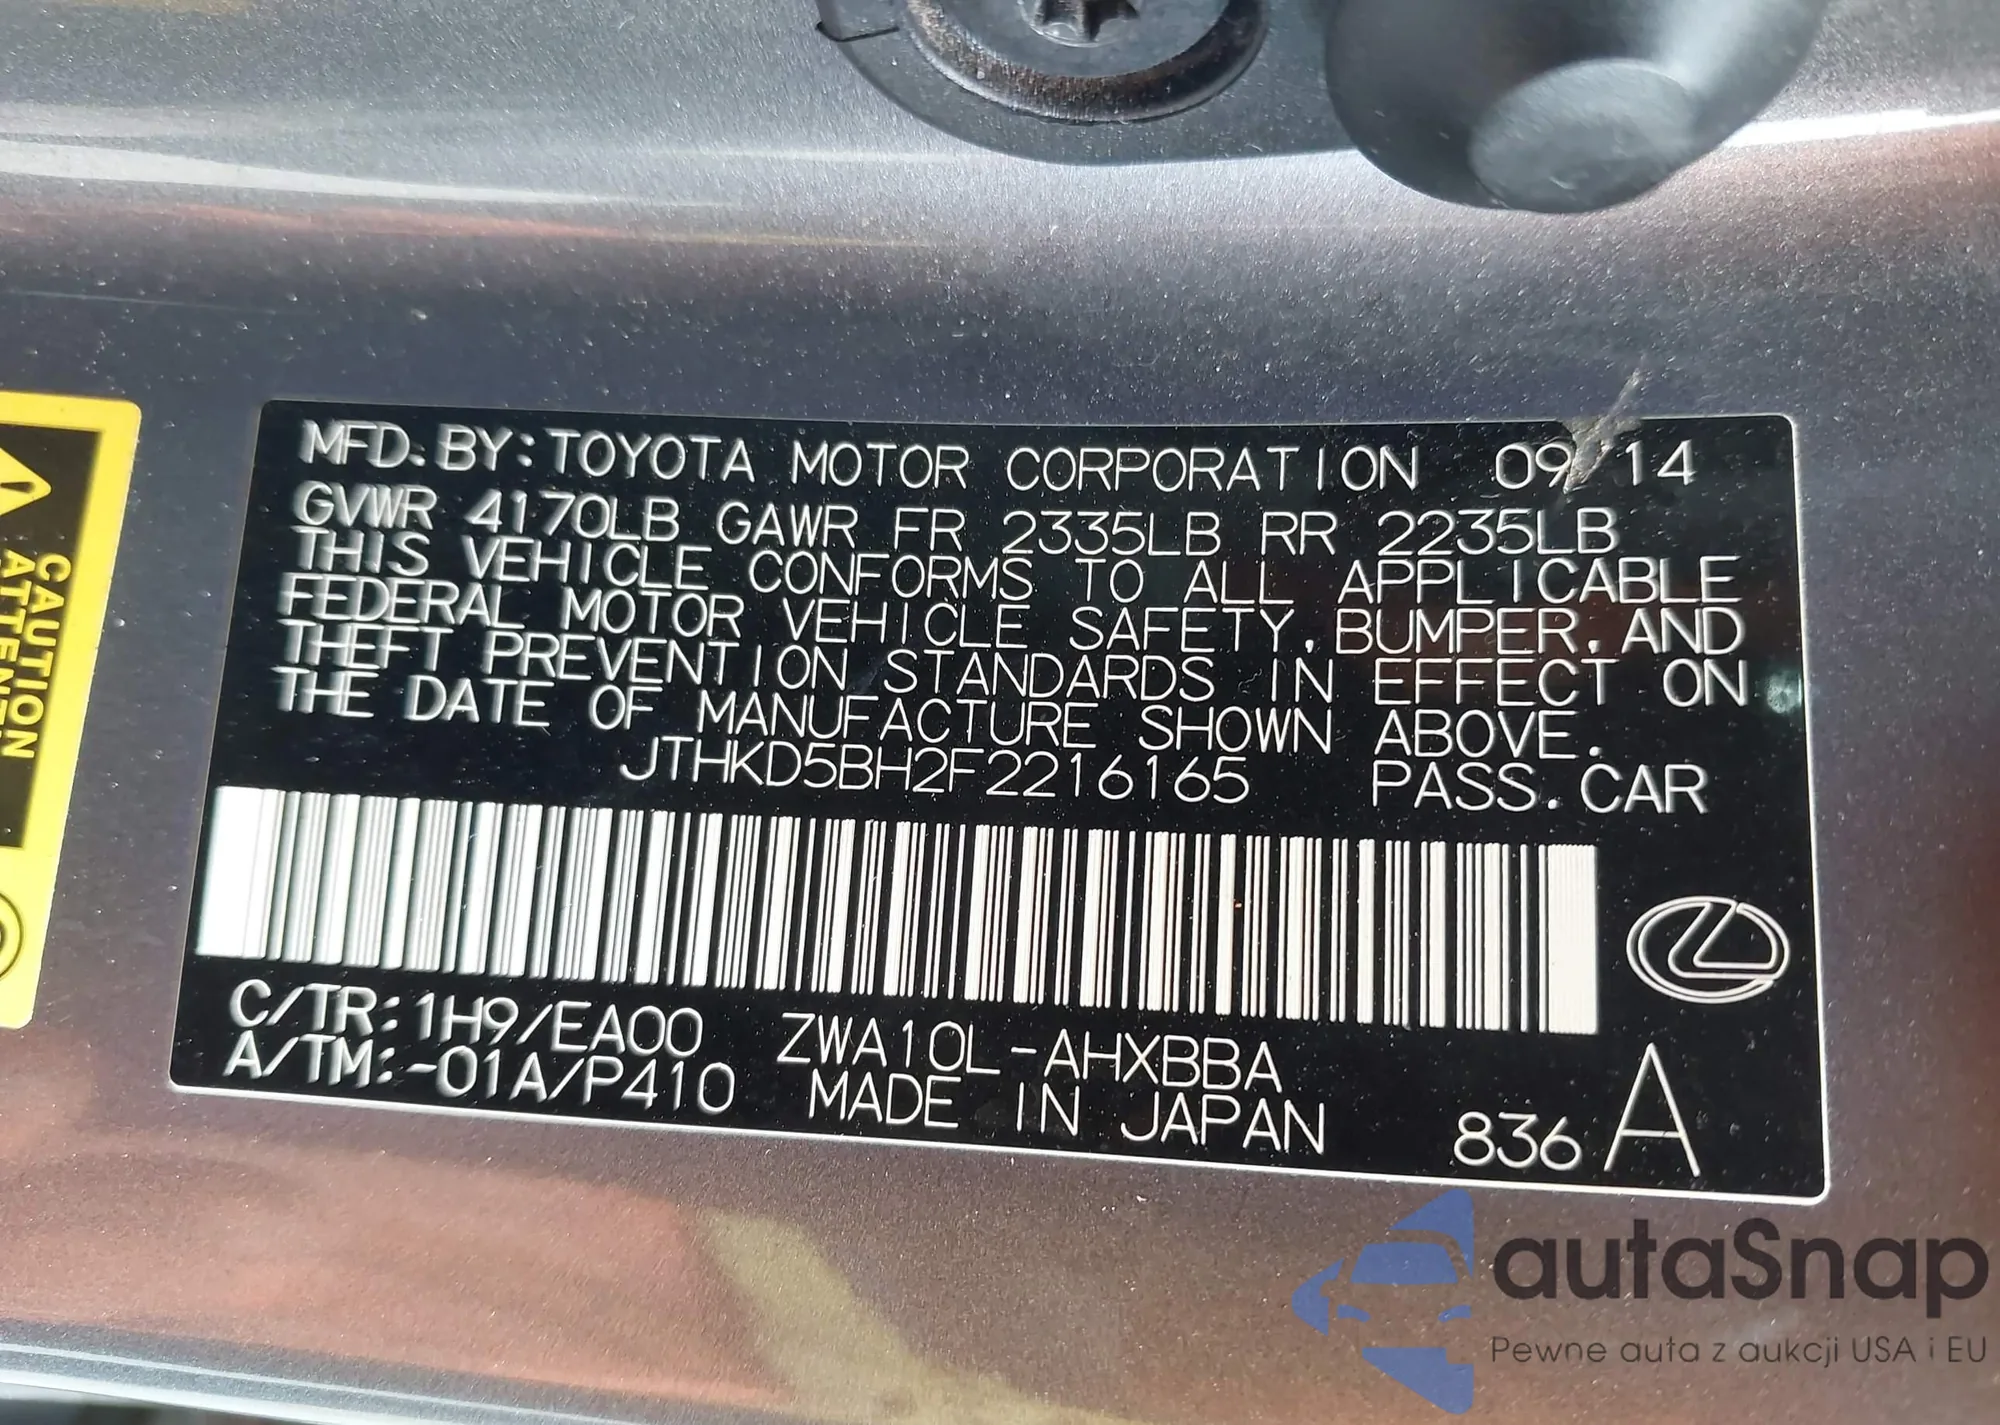 MFD. BY: TOYOTA MOTOR CORPORATION 09/14
GVWR 4170LB GAWR FR 2335LB RR 2235LB
THIS VEHICLE CONFORMS TO ALL APPLICABLE
FEDERAL MOTOR VEHICLE SAFETY, BUMPER, AND
THEFT PREVENTION STANDARDS IN EFFECT ON
THE DATE OF MANUFACTURE SHOWN ABOVE.
JTHKD5BH2F2216165 PASS. CAR
C/TR: 1H9/EA00 ZWA10L-AHXBBA
A/TM: -01A/P410 MADE IN JAPAN 836 A
CAUTION
autaSnap
Pewne auta z aukcji USA i EU